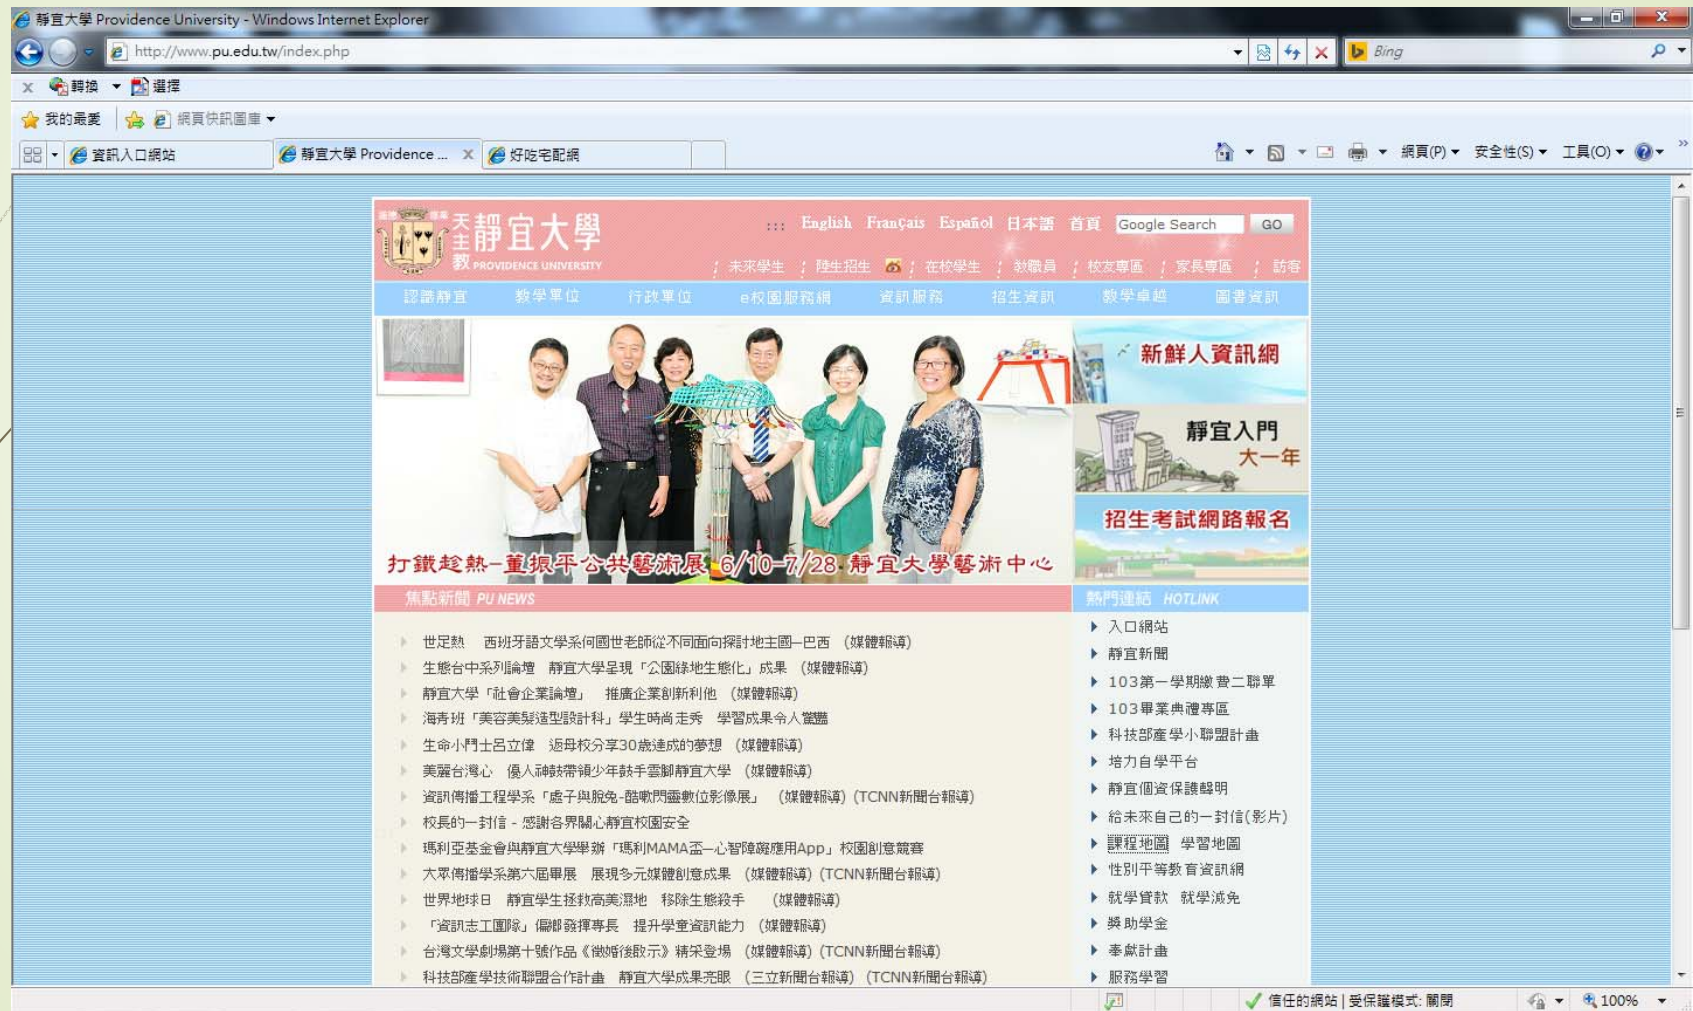 靜宜大學 Providence University - Windows Internet Explorer
http://www.pu.edu.tw/index.php
Bing
x 轉換 選擇
我的最愛 網頁快訊圖庫
資訊入口網站 靜宜大學 Providence ... x 好吃宅配網 網頁(P) 安全性(S) 工具(O) »
天主教 靜宜大學
PROVIDENCE UNIVERSITY
::: English Français Español 日本語 首頁 Google Search GO
未來學生 陸生招生 在校學生 教職員 校友專區 家長專區 訪客
認識靜宜 教學單位 行政單位 e校園服務網 資訊服務 招生資訊 教學卓越 圖書資訊
新鮮人資訊網
靜宜入門
大一年
招生考試網路報名
打鐵趁熱-董振平公共藝術展 6/10-7/28 靜宜大學藝術中心
焦點新聞 PU NEWS
世足熱 西班牙語文學系何國世老師從不同面向探討地主國—巴西 (媒體報導)
生態台中系列論壇 靜宜大學呈現「公園綠地生態化」成果 (媒體報導)
靜宜大學「社會企業論壇」 推廣企業創新利他 (媒體報導)
海青班「美容美髮造型設計科」學生時尚走秀 學習成果令人驚豔
生命小鬥士呂立偉 返母校分享30歲達成的夢想 (媒體報導)
美麗台灣心 優人神鼓帶領少年鼓手雲腳靜宜大學 (媒體報導)
資訊傳播工程學系「處子與脫兔-酷歐閃靈數位影像展」 (媒體報導) (TCNN新聞台報導)
校長的一封信 - 感謝各界關心靜宜校園安全
瑪利亞基金會與靜宜大學舉辦「瑪利MAMA盃—心智障礙應用App」校園創意競賽
大眾傳播學系第六屆畢展 展現多元媒體創意成果 (媒體報導) (TCNN新聞台報導)
世界地球日 靜宜學生拯救高美濕地 移除生態殺手 (媒體報導)
「資訊志工團隊」偏鄉發揮專長 提升學童資訊能力 (媒體報導)
台灣文學劇場第十號作品《徵婚後啟示》精采登場 (媒體報導) (TCNN新聞台報導)
科技部產學技術聯盟合作計畫 靜宜大學成果亮眼 (三立新聞台報導) (TCNN新聞台報導)
熱門連結 HOTLINK
入口網站
靜宜新聞
103第一學期繳費二聯單
103畢業典禮專區
科技部產學小聯盟計畫
培力自學平台
靜宜個資保護聲明
給未來自己的一封信(影片)
課程地圖 學習地圖
性別平等教育資訊網
就學貸款 就學減免
獎助學金
奉獻計畫
服務學習
信任的網站 | 受保護模式: 關閉 100%